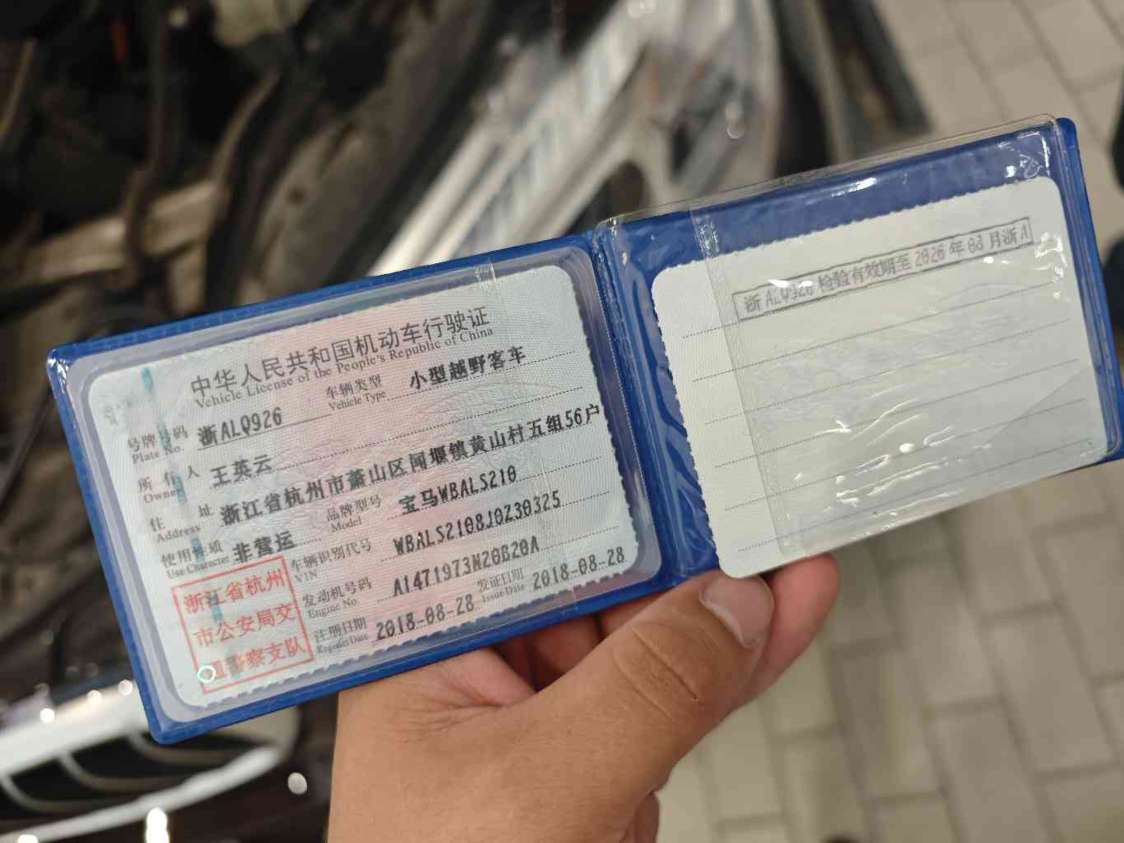 中华人民共和国机动车行驶证
Vehicle License of the People's Republic of China
号牌号码 浙ALQ926 车辆类型 小型越野客车
Plate No. Vehicle Type
所有人 王英云
Owner
住址 浙江省杭州市萧山区闻堰镇黄山村五组56户
Address
使用性质 非营运 品牌型号 宝马WBALS210
Use Character Model
车辆识别代号 WBALS2108J0Z30325
VIN
发动机号码 A1471973N20B20A
Engine No.
注册日期 2018-08-28 发证日期 2018-08-28
Register Date Issue Date
浙江省杭州
市公安局交
通警察支队
浙ALQ926 检验有效期至2026年08月浙A